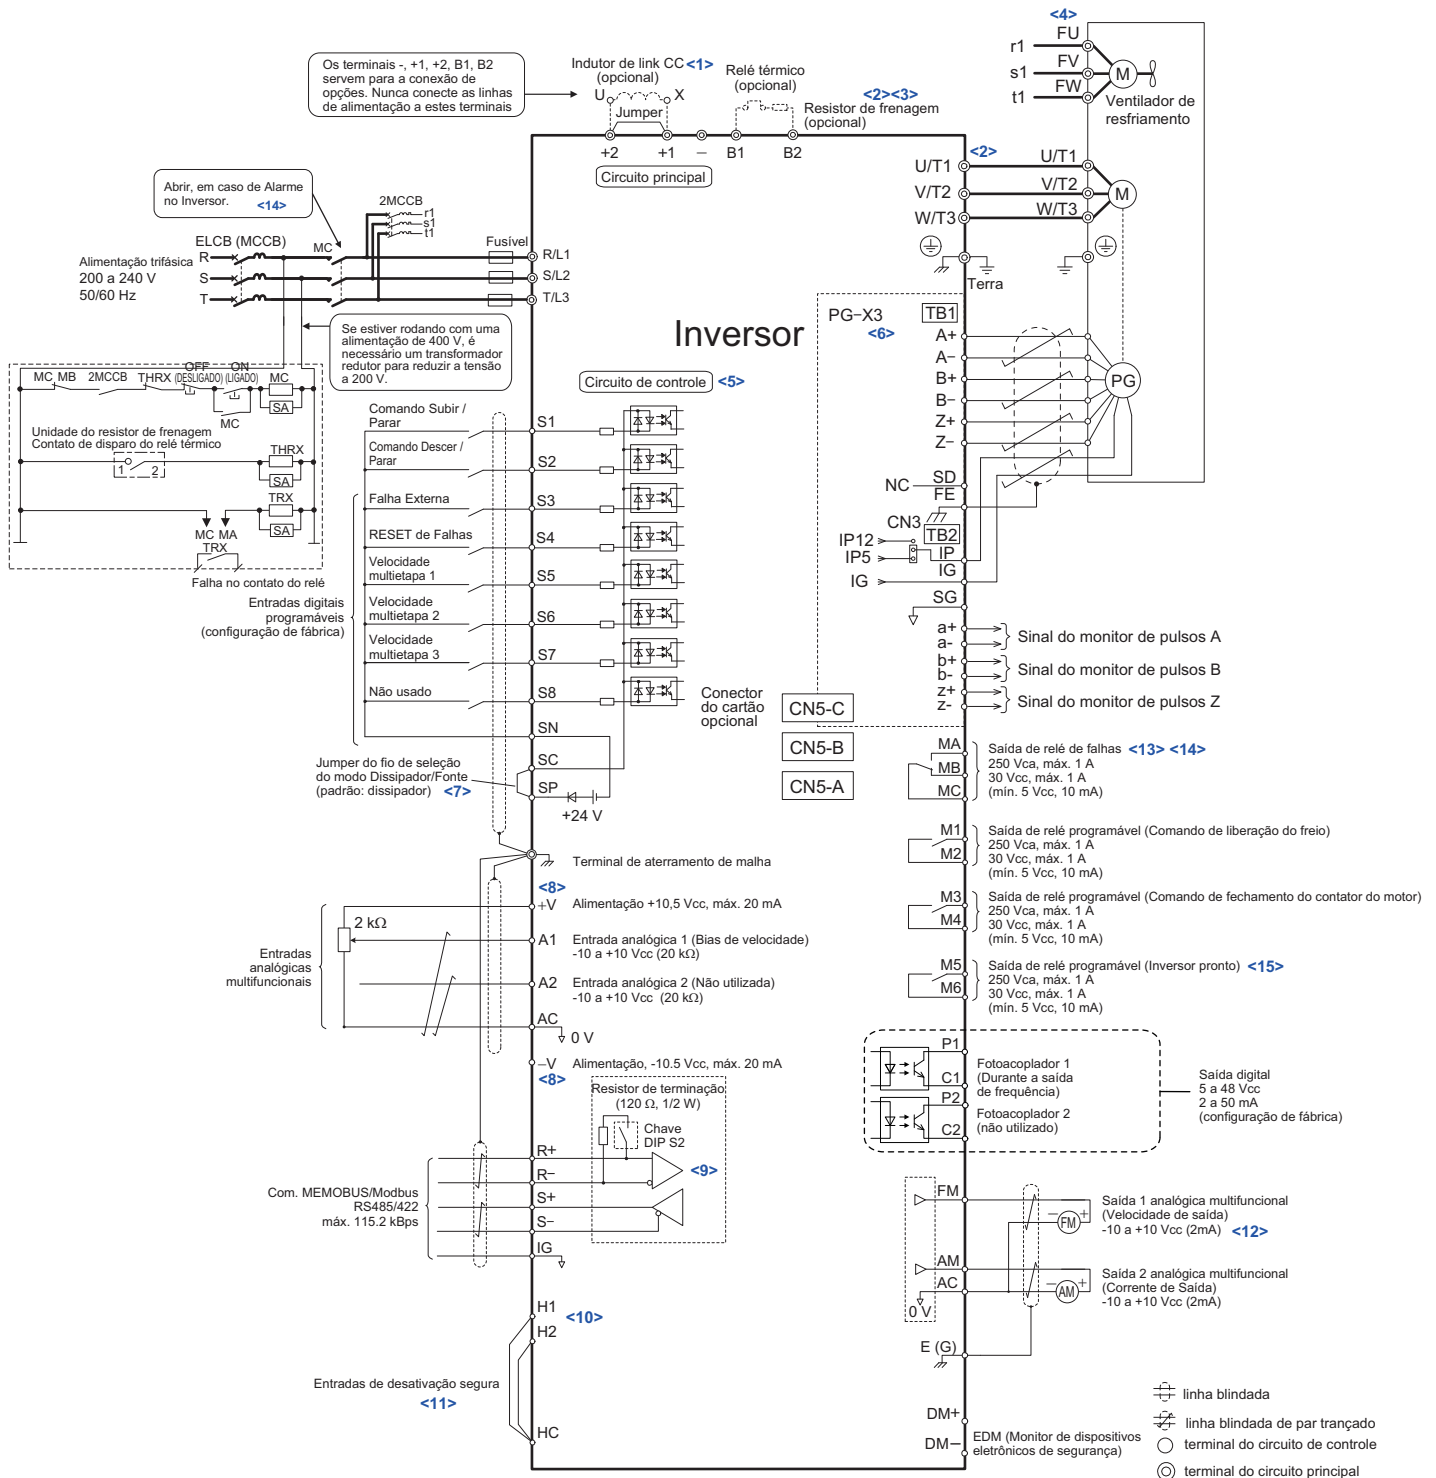 <4>
FU
r1
FV
s1
FW
t1
M
Ventilador de
resfriamento
Os terminais -, +1, +2, B1, B2
servem para a conexão de
opções. Nunca conecte as linhas
de alimentação a estes terminais
Indutor de link CC <1>
(opcional)
U
X
Jumper
Relé térmico
(opcional)
<2><3>
Resistor de frenagem
(opcional)
+2
+1
–
B1
B2
Circuito principal
<2>
U/T1
U/T1
V/T2
V/T2
W/T3
W/T3
M
Terra
Abrir, em caso de Alarme
no Inversor. <14>
2MCCB
r1
s1
t1
ELCB (MCCB)
MC
Fusível
Alimentação trifásica
200 a 240 V
50/60 Hz
R
S
T
R/L1
S/L2
T/L3
Se estiver rodando com uma
alimentação de 400 V, é
necessário um transformador
redutor para reduzir a tensão
a 200 V.
Inversor
PG−X3
<6>
TB1
A+
A−
B+
B−
Z+
Z−
PG
NC
SD
FE
CN3
TB2
IP12
IP5
IP
IG
IG
SG
a+
a-
Sinal do monitor de pulsos A
b+
b-
Sinal do monitor de pulsos B
z+
z-
Sinal do monitor de pulsos Z
OFF
ON
MC MB
2MCCB
THRX
(DESLIGADO)
(LIGADO)
MC
SA
MC
Unidade do resistor de frenagem
Contato de disparo do relé térmico
1
2
THRX
SA
TRX
SA
MC MA
TRX
Falha no contato do relé
Circuito de controle <5>
Comando Subir /
Parar
S1
Comando Descer /
Parar
S2
Falha Externa
S3
RESET de Falhas
S4
Velocidade
multietapa 1
S5
Velocidade
multietapa 2
S6
Velocidade
multietapa 3
S7
Não usado
S8
Entradas digitais
programáveis
(configuração de fábrica)
SN
SC
SP
+24 V
Jumper do fio de seleção
do modo Dissipador/Fonte
(padrão: dissipador) <7>
Conector
do cartão
opcional
CN5-C
CN5-B
CN5-A
MA
MB
MC
Saída de relé de falhas <13> <14>
250 Vca, máx. 1 A
30 Vcc, máx. 1 A
(mín. 5 Vcc, 10 mA)
M1
M2
Saída de relé programável (Comando de liberação do freio)
250 Vca, máx. 1 A
30 Vcc, máx. 1 A
(mín. 5 Vcc, 10 mA)
M3
M4
Saída de relé programável (Comando de fechamento do contator do motor)
250 Vca, máx. 1 A
30 Vcc, máx. 1 A
(mín. 5 Vcc, 10 mA)
M5
M6
Saída de relé programável (Inversor pronto) <15>
250 Vca, máx. 1 A
30 Vcc, máx. 1 A
(mín. 5 Vcc, 10 mA)
Terminal de aterramento de malha
<8>
+V
Alimentação +10,5 Vcc, máx. 20 mA
2 kΩ
A1
Entrada analógica 1 (Bias de velocidade)
-10 a +10 Vcc (20 kΩ)
Entradas
analógicas
multifuncionais
A2
Entrada analógica 2 (Não utilizada)
-10 a +10 Vcc (20 kΩ)
AC
0 V
−V
Alimentação, -10.5 Vcc, máx. 20 mA
<8>
Resistor de terminação
(120 Ω, 1/2 W)
Chave
DIP S2
<9>
R+
R−
S+
S−
IG
Com. MEMOBUS/Modbus
RS485/422
máx. 115.2 kBps
H1
<10>
H2
Entradas de desativação segura
<11>
HC
P1
C1
Fotoacoplador 1
(Durante a saída
de frequência)
P2
C2
Fotoacoplador 2
(não utilizado)
Saída digital
5 a 48 Vcc
2 a 50 mA
(configuração de fábrica)
FM
−
+
FM
Saída 1 analógica multifuncional
(Velocidade de saída)
-10 a +10 Vcc (2mA) <12>
AM
AC
0 V
−
+
AM
Saída 2 analógica multifuncional
(Corrente de Saída)
-10 a +10 Vcc (2mA)
E (G)
DM+
DM−
EDM (Monitor de dispositivos
eletrônicos de segurança)
linha blindada
linha blindada de par trançado
terminal do circuito de controle
terminal do circuito principal